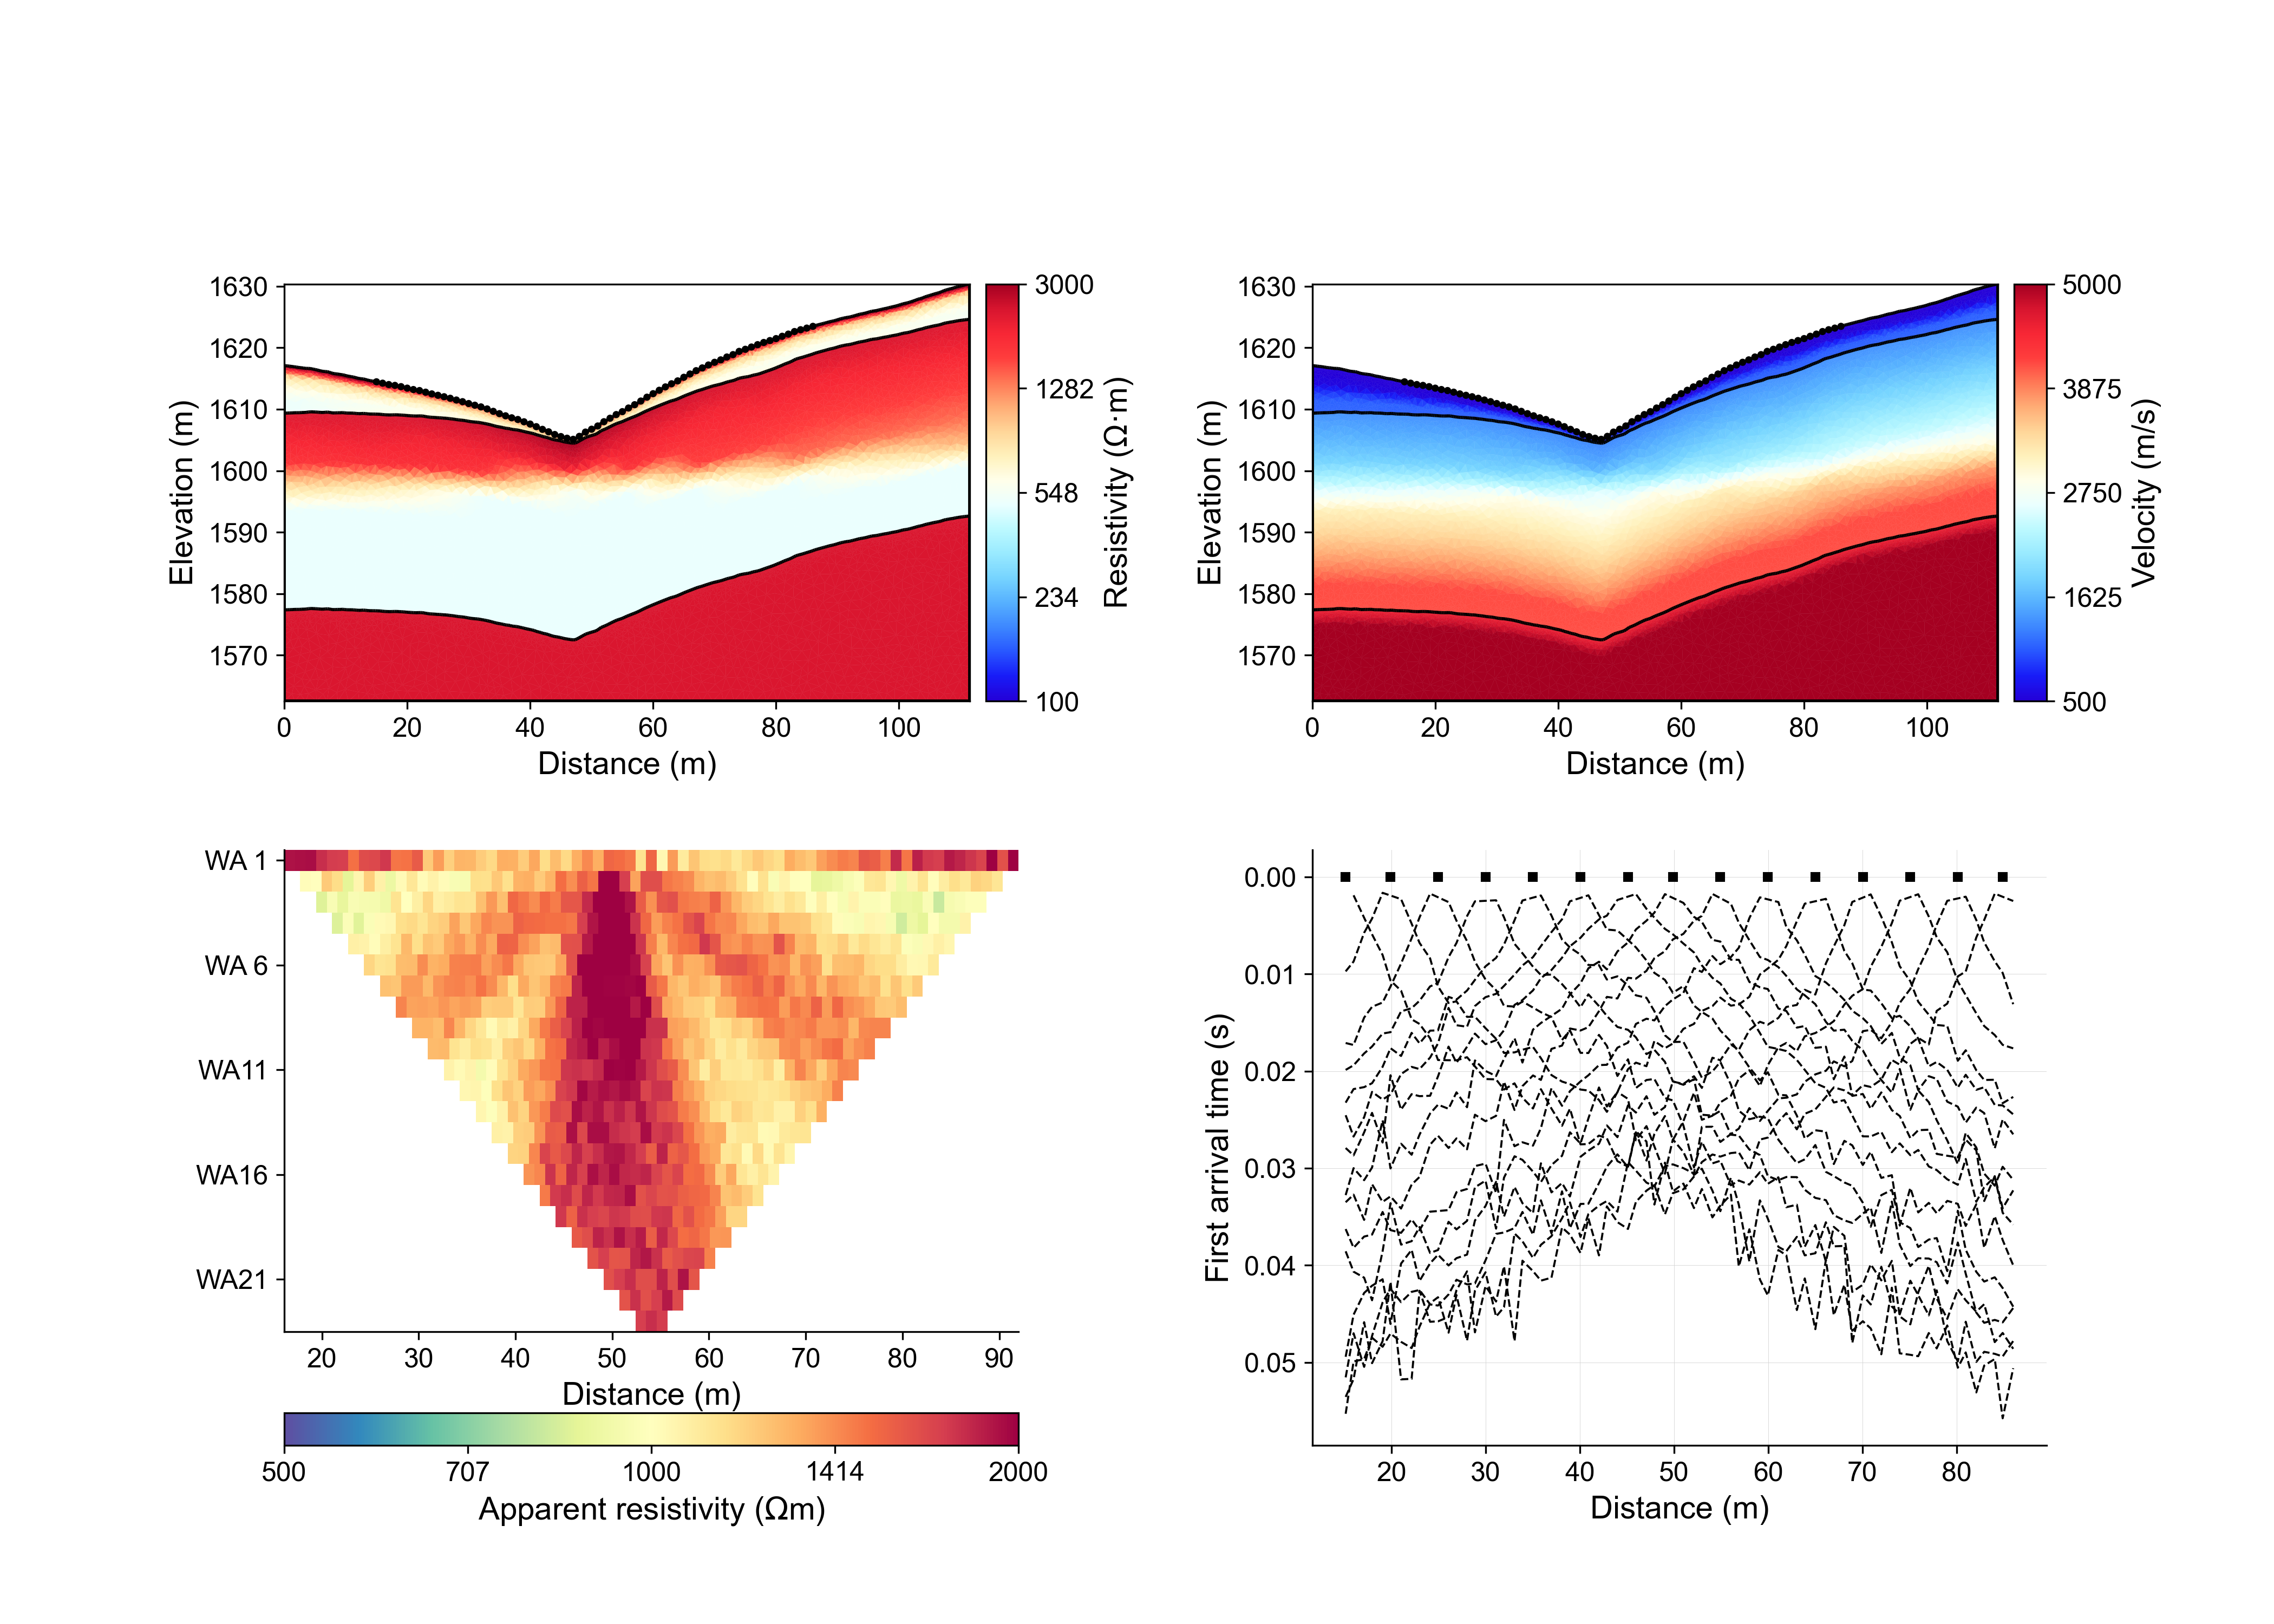 1630
1620
1610
1600
1590
1580
1570
Elevation (m)
0 20 40 60 80 100
Distance (m)
3000
1282
548
234
100
Resistivity (Ω·m)
1630
1620
1610
1600
1590
1580
1570
Elevation (m)
0 20 40 60 80 100
Distance (m)
5000
3875
2750
1625
500
Velocity (m/s)
WA 1
WA 6
WA11
WA16
WA21
20 30 40 50 60 70 80 90
Distance (m)
500 707 1000 1414 2000
Apparent resistivity (Ωm)
0.00
0.01
0.02
0.03
0.04
0.05
First arrival time (s)
20 30 40 50 60 70 80
Distance (m)